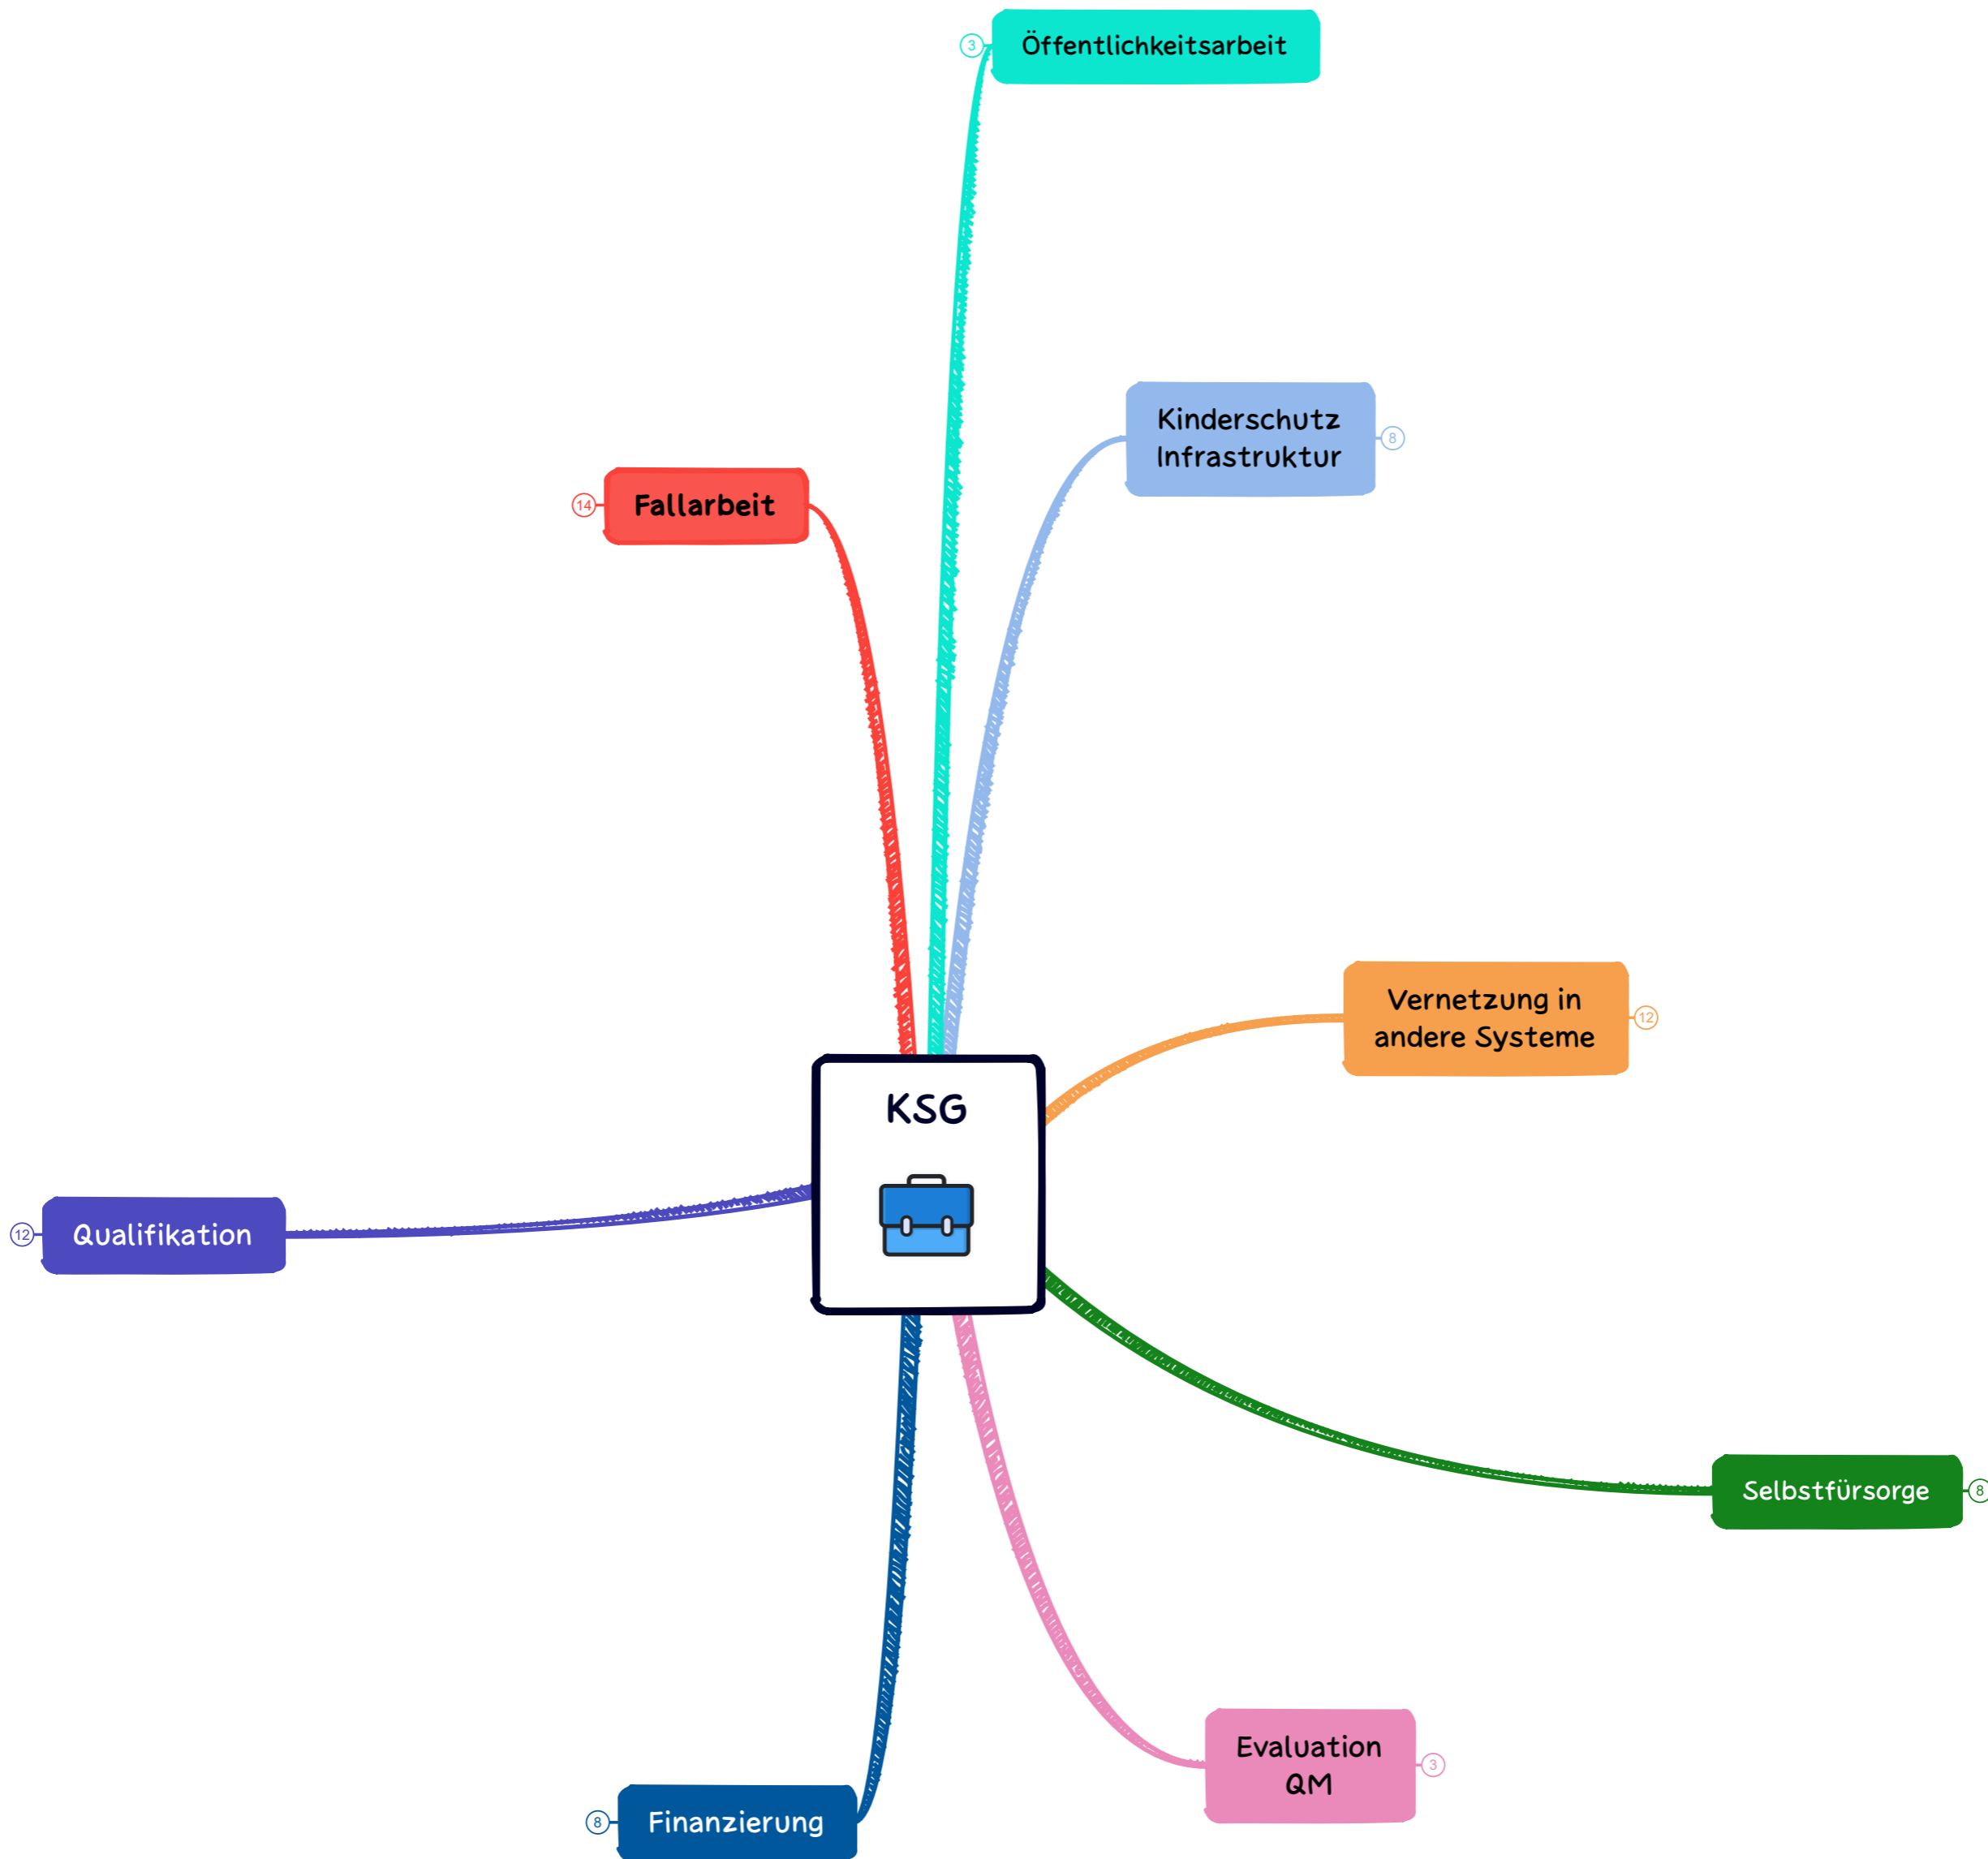 3
Öffentlichkeitsarbeit
Kinderschutz
Infrastruktur
8
14
Fallarbeit
Vernetzung in
andere Systeme
12
KSG
12
Qualifikation
Selbstfürsorge
8
Evaluation
QM
3
8
Finanzierung